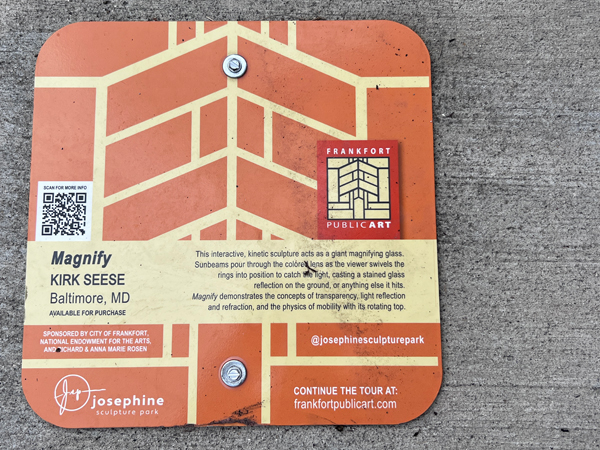 FRANKFORT
PUBLIC ART
SCAN FOR MORE INFO
Magnify
KIRK SEESE
Baltimore, MD
AVAILABLE FOR PURCHASE
This interactive, kinetic sculpture acts as a giant magnifying glass.
Sunbeams pour through the colored lens as the viewer swivels the
rings into position to catch the light, casting a stained glass
reflection on the ground, or anything else it hits.
Magnify demonstrates the concepts of transparency, light reflection
and refraction, and the physics of mobility with its rotating top.
SPONSORED BY CITY OF FRANKFORT,
NATIONAL ENDOWMENT FOR THE ARTS,
AND RICHARD & ANNA MARIE ROSEN
@josephinesculpturepark
Jsp josephine
sculpture park
CONTINUE THE TOUR AT:
frankfortpublicart.com